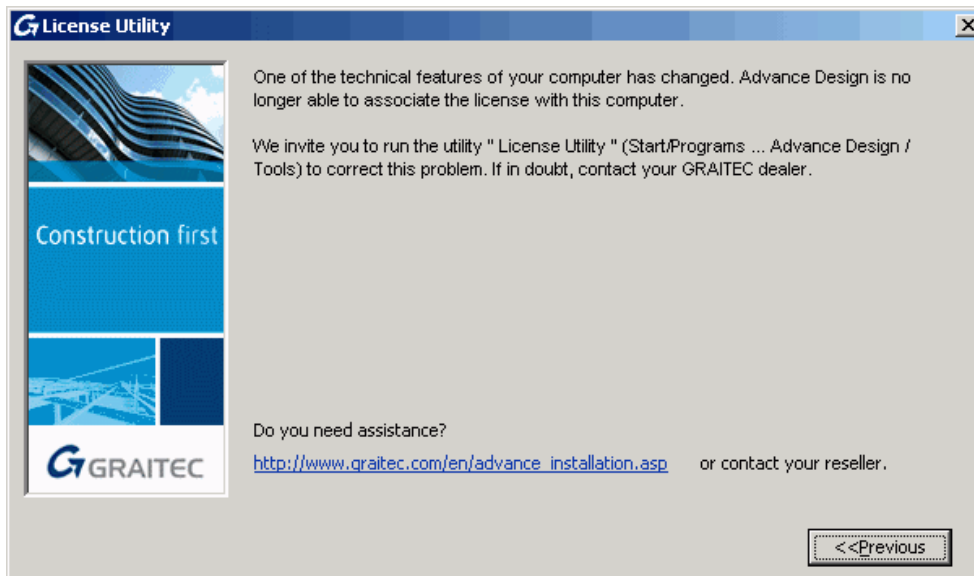 License Utility
One of the technical features of your computer has changed. Advance Design is no
longer able to associate the license with this computer.
We invite you to run the utility " License Utility " (Start/Programs ... Advance Design /
Tools) to correct this problem. If in doubt, contact your GRAITEC dealer.
Construction first
GRAITEC
Do you need assistance?
http://www.graitec.com/en/advance_installation.asp or contact your reseller.
<<Previous